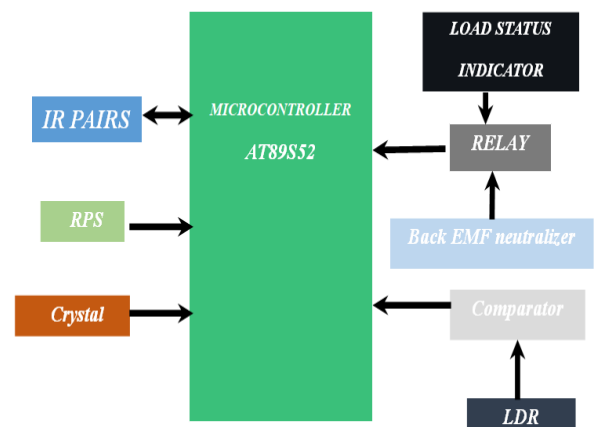 LOAD STATUS
INDICATOR
IR PAIRS
MICROCONTROLLER
AT89S52
RELAY
RPS
Back EMF neutralizer
Crystal
Comparator
LDR